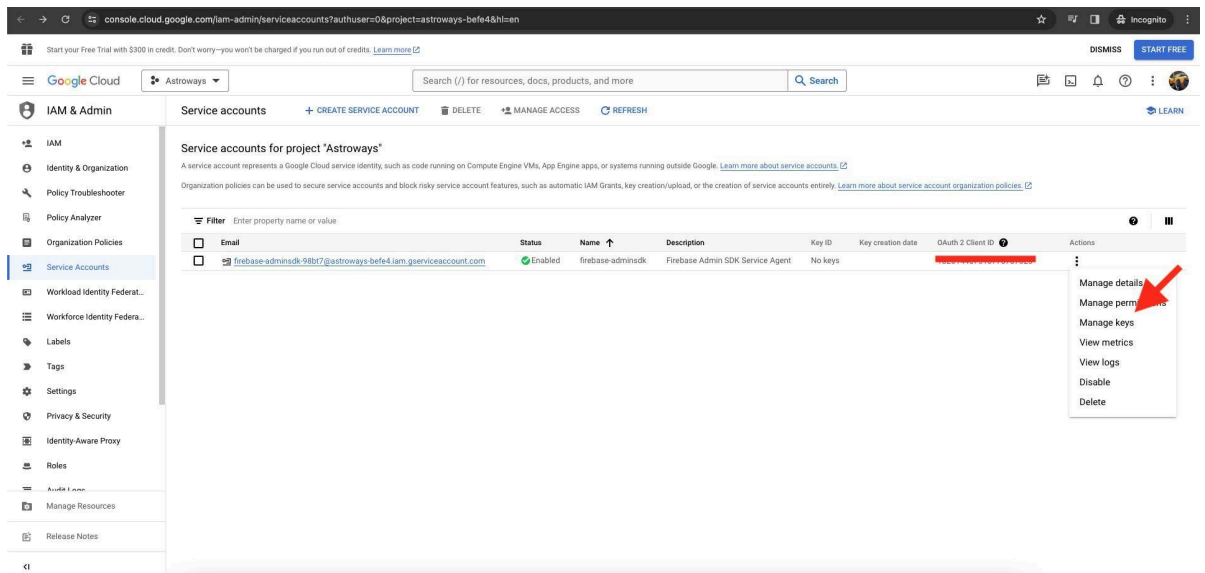 console.cloud.google.com/iam-admin/serviceaccounts?authuser=0&project=astroways-befe4&hl=en
Incognito
Start your Free Trial with $300 in credit. Don't worry—you won't be charged if you run out of credits. Learn more
DISMISS
START FREE
Google Cloud
Astroways
Search (/) for resources, docs, products, and more
Search
IAM & Admin
Service accounts
+ CREATE SERVICE ACCOUNT
DELETE
MANAGE ACCESS
REFRESH
LEARN
IAM
Identity & Organization
Policy Troubleshooter
Policy Analyzer
Organization Policies
Service Accounts
Workload Identity Federat...
Workforce Identity Federa...
Labels
Tags
Settings
Privacy & Security
Identity-Aware Proxy
Roles
Audit Logs
Manage Resources
Release Notes
Service accounts for project "Astroways"
A service account represents a Google Cloud service identity, such as code running on Compute Engine VMs, App Engine apps, or systems running outside Google. Learn more about service accounts.
Organization policies can be used to secure service accounts and block risky service account features, such as automatic IAM Grants, key creation/upload, or the creation of service accounts entirely. Learn more about service account organization policies.
Filter Enter property name or value
Email Status Name Description Key ID Key creation date OAuth 2 Client ID Actions
firebase-adminsdk-98bt7@astroways-befe4.iam.gserviceaccount.com Enabled firebase-adminsdk Firebase Admin SDK Service Agent No keys
Manage details
Manage permissions
Manage keys
View metrics
View logs
Disable
Delete